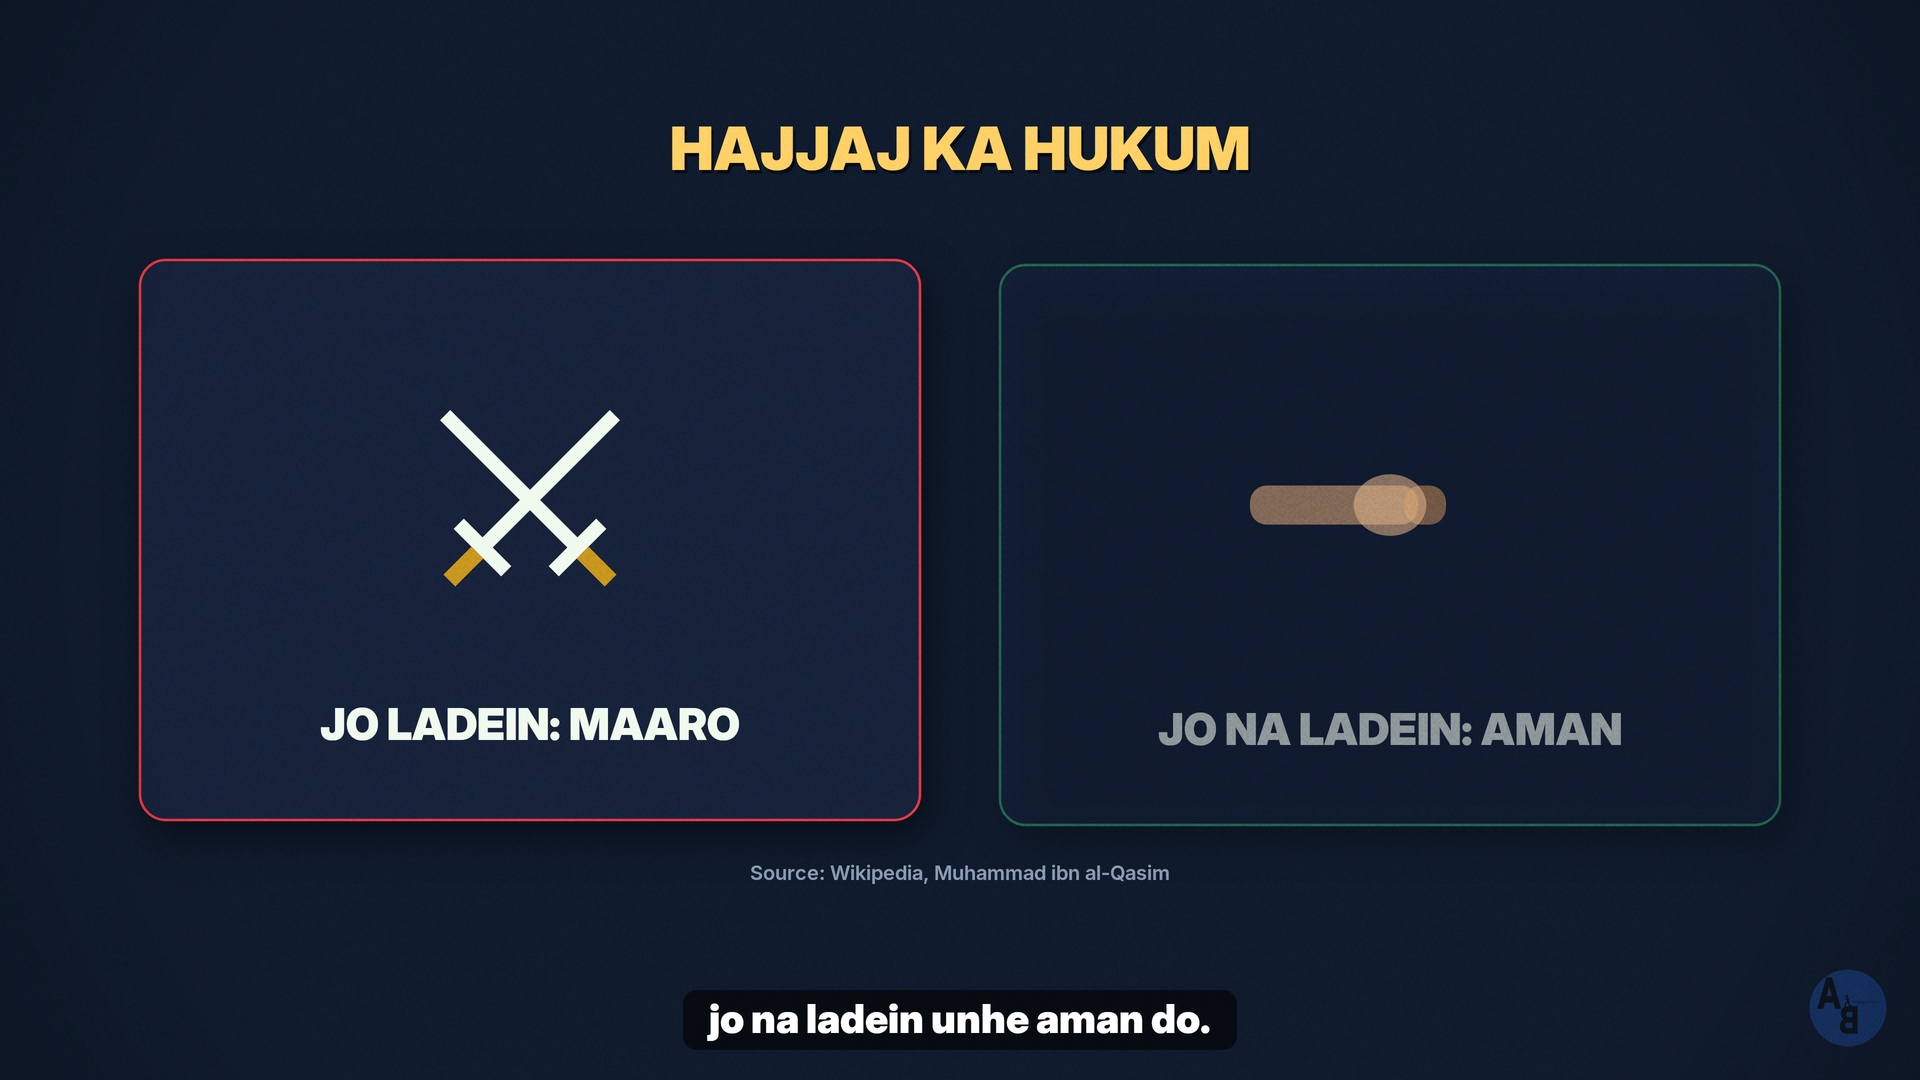 HAJJAJ KA HUKUM
JO LADEIN: MAARO
JO NA LADEIN: AMAN
Source: Wikipedia, Muhammad ibn al-Qasim
jo na ladein unhe aman do.
A
B